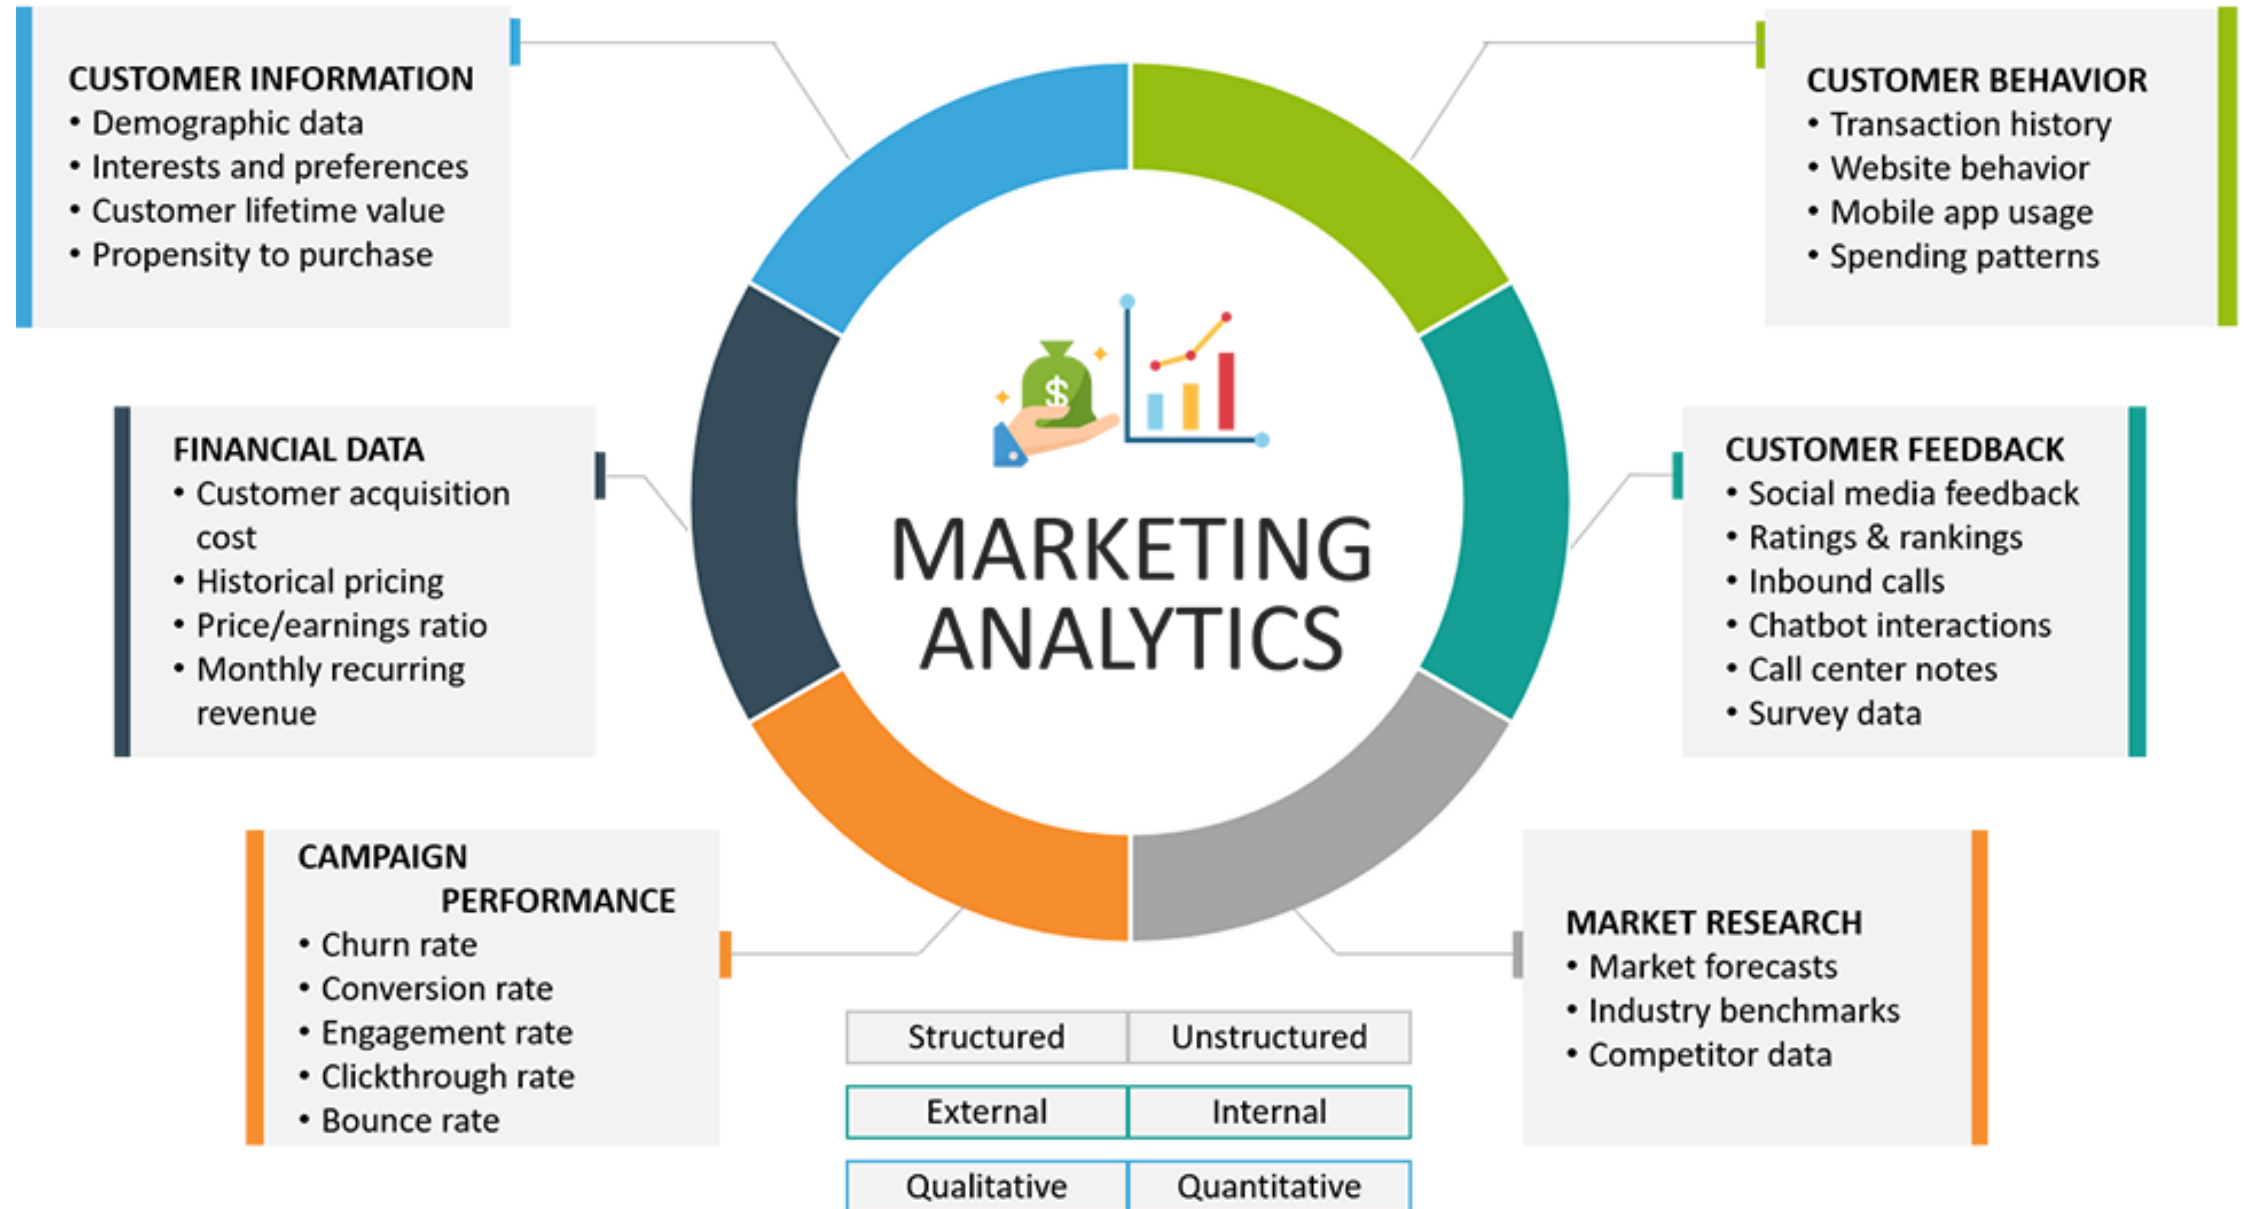 CUSTOMER INFORMATION
• Demographic data
• Interests and preferences
• Customer lifetime value
• Propensity to purchase
CUSTOMER BEHAVIOR
• Transaction history
• Website behavior
• Mobile app usage
• Spending patterns
FINANCIAL DATA
• Customer acquisition
cost
• Historical pricing
• Price/earnings ratio
• Monthly recurring
revenue
$
MARKETING
ANALYTICS
CUSTOMER FEEDBACK
• Social media feedback
• Ratings & rankings
• Inbound calls
• Chatbot interactions
• Call center notes
• Survey data
CAMPAIGN
PERFORMANCE
• Churn rate
• Conversion rate
• Engagement rate
• Clickthrough rate
• Bounce rate
MARKET RESEARCH
• Market forecasts
• Industry benchmarks
• Competitor data
Structured Unstructured
External Internal
Qualitative Quantitative